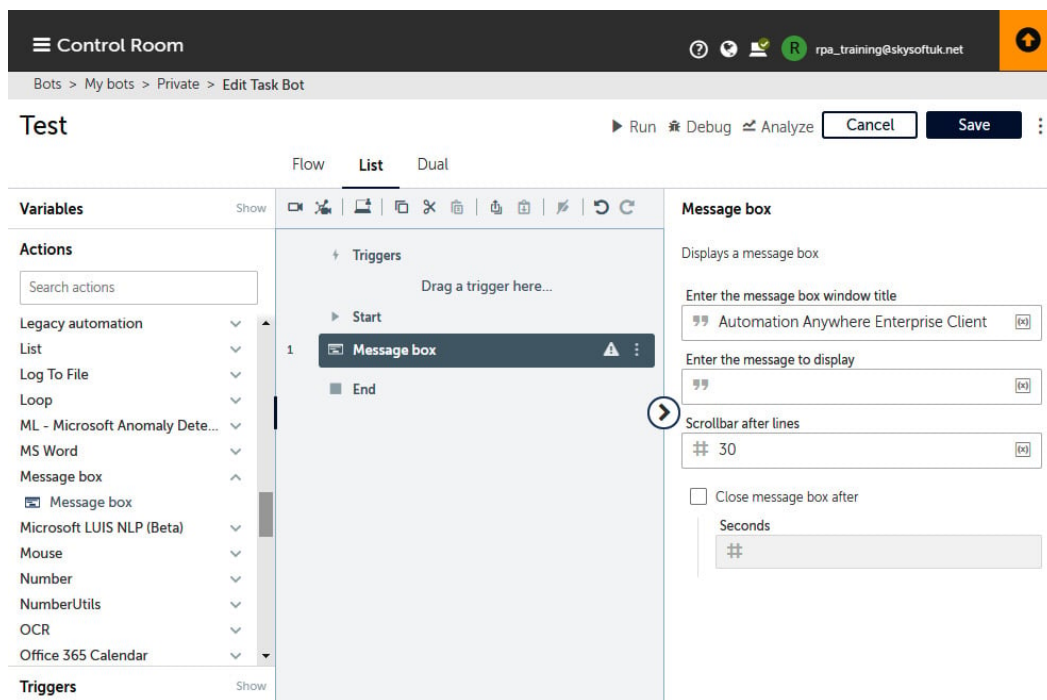 Control Room
R rpa_training@skysoftuk.net
Bots > My bots > Private > Edit Task Bot
Test
Run Debug Analyze Cancel Save
Flow List Dual
Variables Show
Actions
Search actions
Legacy automation
List
Log To File
Loop
ML - Microsoft Anomaly Dete...
MS Word
Message box
Message box
Microsoft LUIS NLP (Beta)
Mouse
Number
NumberUtils
OCR
Office 365 Calendar
Triggers Show
Triggers
Drag a trigger here...
Start
1 Message box
End
Message box
Displays a message box
Enter the message box window title
Automation Anywhere Enterprise Client (x)
Enter the message to display
(x)
Scrollbar after lines
# 30 (x)
Close message box after
Seconds
#